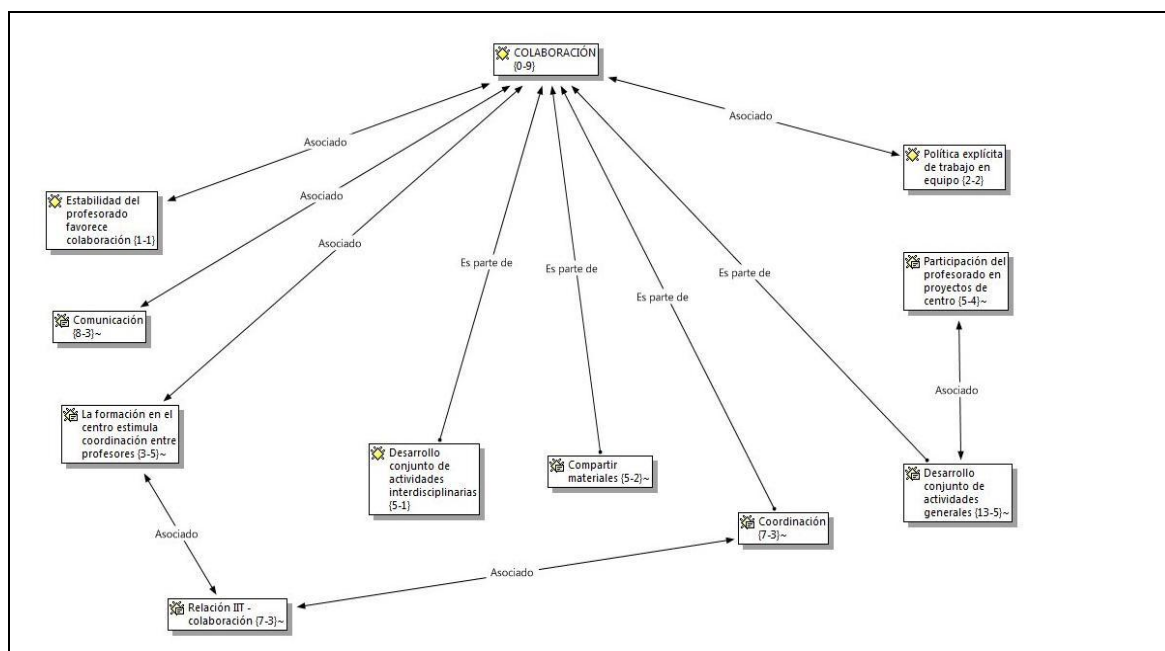 COLABORACIÓN
{0-9}
Asociado
Asociado
Política explícita
de trabajo en
equipo {2-2}
Estabilidad del
profesorado
favorece
colaboración {1-1}
Asociado
Asociado
Es parte de
Es parte de
Es parte de
Es parte de
Participación del
profesorado en
proyectos de
centro {5-4}~
Comunicación
{8-3}~
Asociado
La formación en el
centro estimula
coordinación entre
profesores {3-5}~
Desarrollo
conjunto de
actividades
interdisciplinarias
{5-1}
Compartir
materiales {5-2}~
Desarrollo
conjunto de
actividades
generales {13-5}~
Coordinación
{7-3}~
Asociado
Asociado
Relación IIT -
colaboración {7-3}~